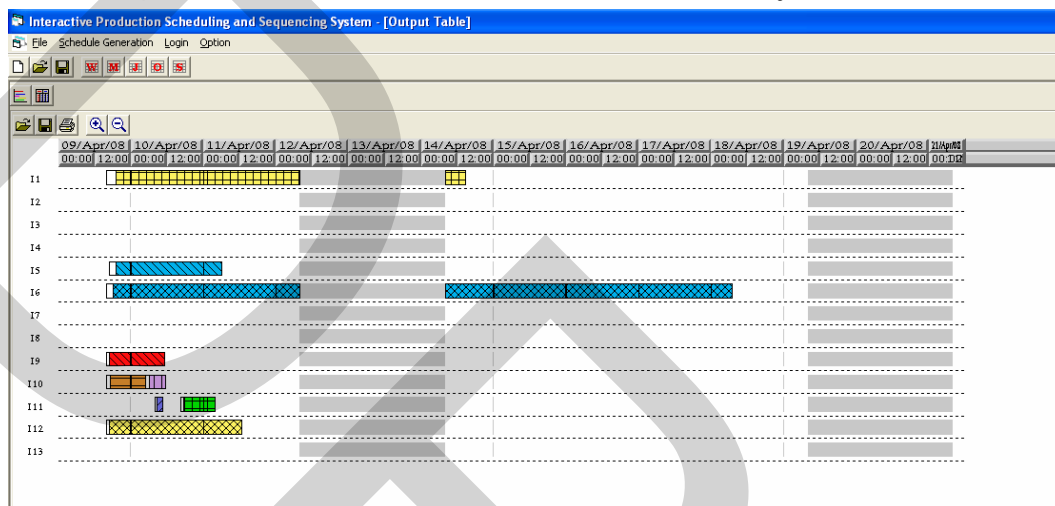 Interactive Production Scheduling and Sequencing System - [Output Table]
File Schedule Generation Login Option
W M J O S
09/Apr/08 10/Apr/08 11/Apr/08 12/Apr/08 13/Apr/08 14/Apr/08 15/Apr/08 16/Apr/08 17/Apr/08 18/Apr/08 19/Apr/08 20/Apr/08 21/Apr/08
00:00 12:00 00:00 12:00 00:00 12:00 00:00 12:00 00:00 12:00 00:00 12:00 00:00 12:00 00:00 12:00 00:00 12:00 00:00 12:00 00:00 12:00 00:00 12:00
I1
I2
I3
I4
I5
I6
I7
I8
I9
I10
I11
I12
I13